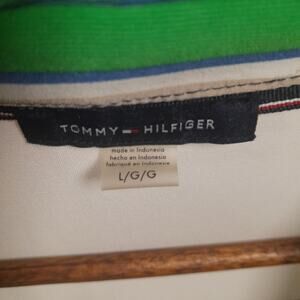 TOMMY HILFIGER
made in Indonesia
hecho en Indonesia
fabriqué en Indonésie
L/G/G